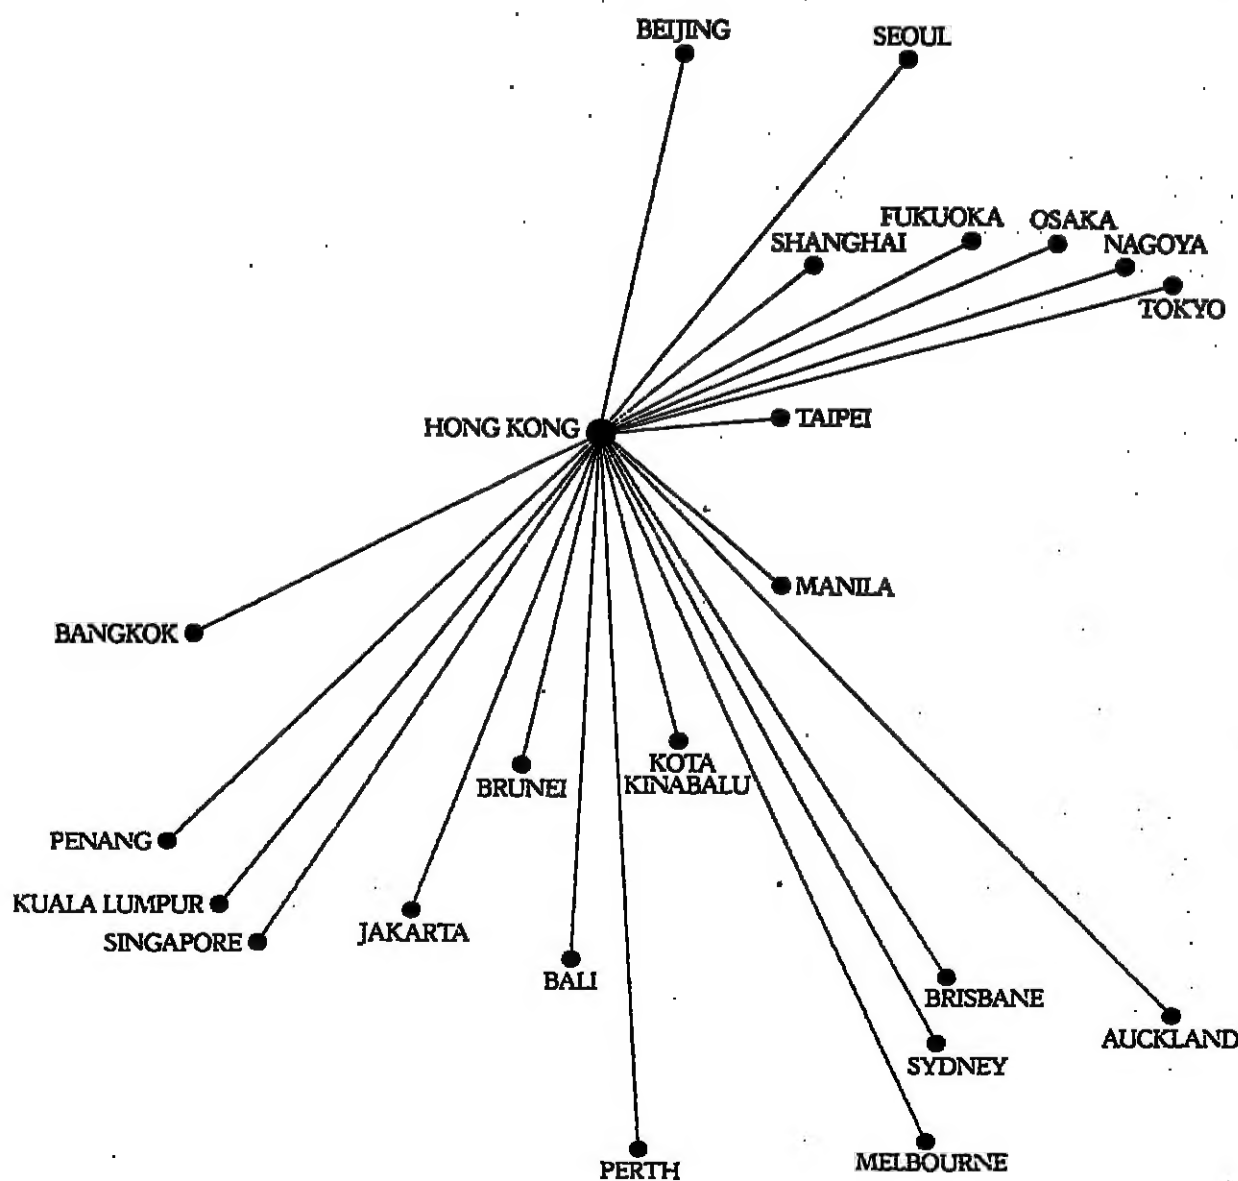 BEIJING
SEOUL
FUKUOKA
OSAKA
SHANGHAI
NAGOYA
TOKYO
HONG KONG
TAIPEI
MANILA
BANGKOK
KOTA
KINABALU
BRUNEI
PENANG
KUALA LUMPUR
SINGAPORE
JAKARTA
BALI
BRISBANE
AUCKLAND
SYDNEY
MELBOURNE
PERTH